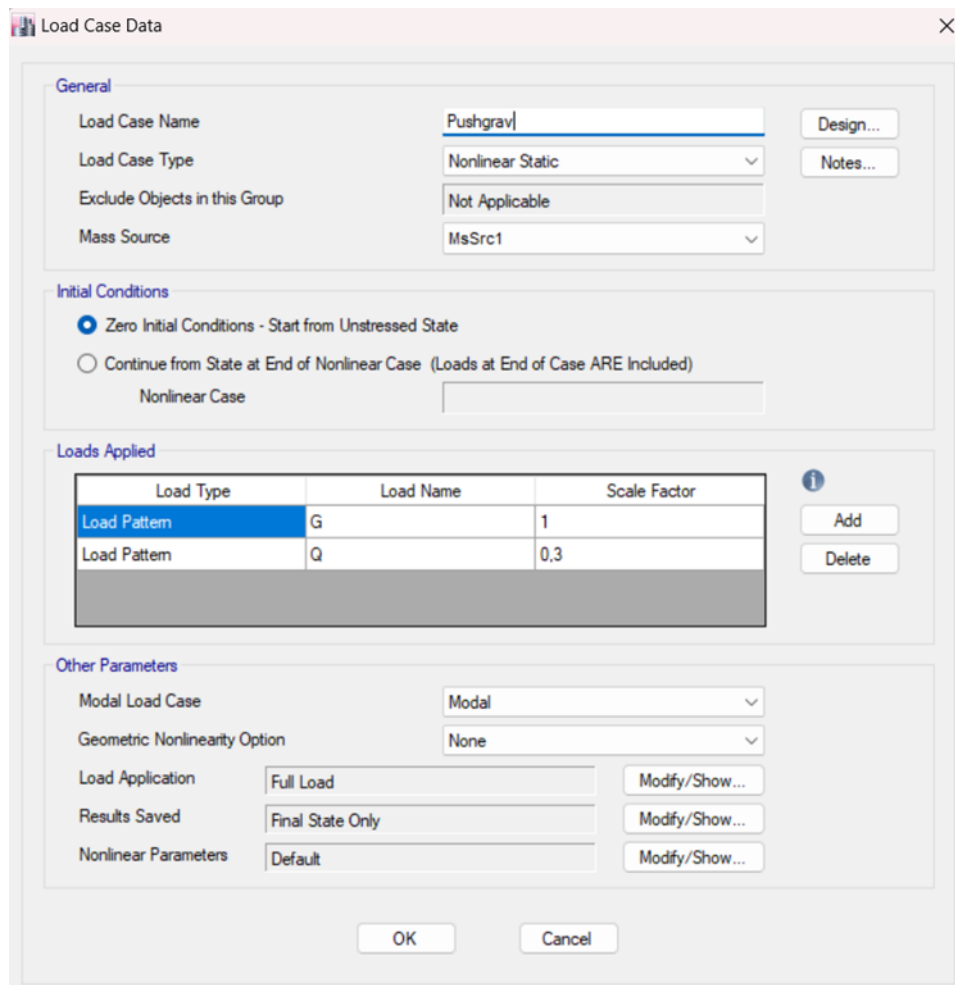 Load Case Data
General
Load Case Name Pushgrav Design...
Load Case Type Nonlinear Static Notes...
Exclude Objects in this Group Not Applicable
Mass Source MsSrc1
Initial Conditions
Zero Initial Conditions - Start from Unstressed State
Continue from State at End of Nonlinear Case (Loads at End of Case ARE Included)
Nonlinear Case
Loads Applied
Load Type Load Name Scale Factor
Load Pattern G 1 Add
Load Pattern Q 0,3 Delete
Other Parameters
Modal Load Case Modal
Geometric Nonlinearity Option None
Load Application Full Load Modify/Show...
Results Saved Final State Only Modify/Show...
Nonlinear Parameters Default Modify/Show...
OK Cancel